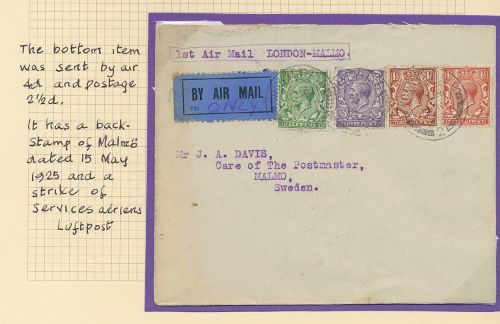 The bottom item
was sent by air
4d and postage
2½d.
It has a back-
stamp of Malmö
dated 15 May
1925 and a
strike of
Services aériens
Luftpost
1st Air Mail LONDON-MALMO.
BY AIR MAIL
ONLY
Mr J. A. DAVIS,
Care of The Postmaster,
MALMO,
Sweden.